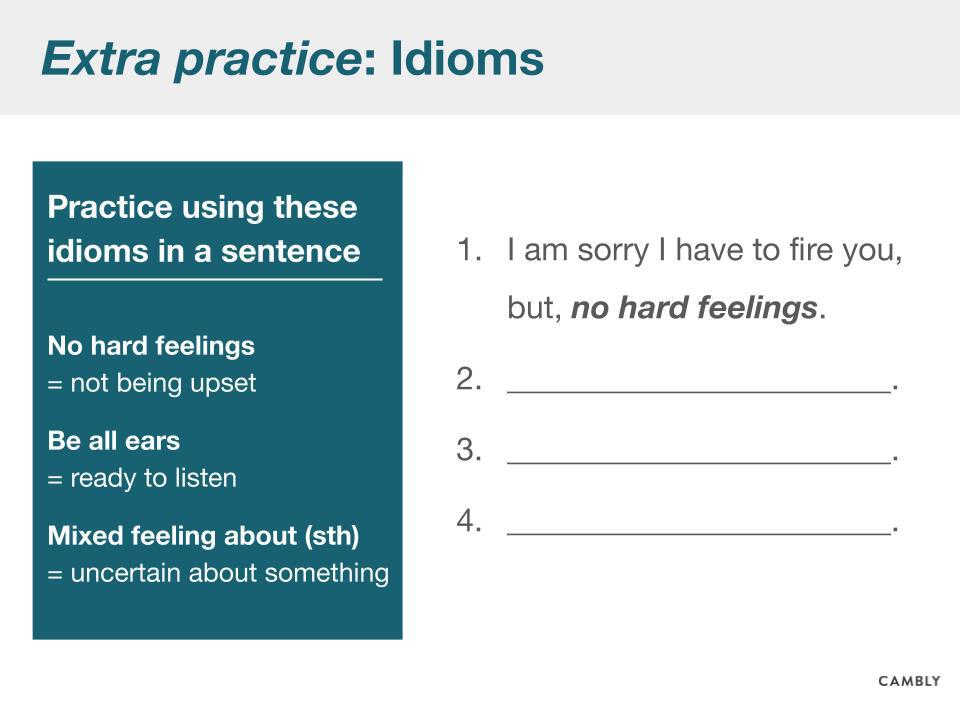 Extra practice: Idioms
Practice using these
idioms in a sentence
No hard feelings
= not being upset
Be all ears
= ready to listen
Mixed feeling about (sth)
= uncertain about something
1. I am sorry I have to fire you,
but, no hard feelings.
2. ______________________.
3. ______________________.
4. ______________________.
CAMBLY